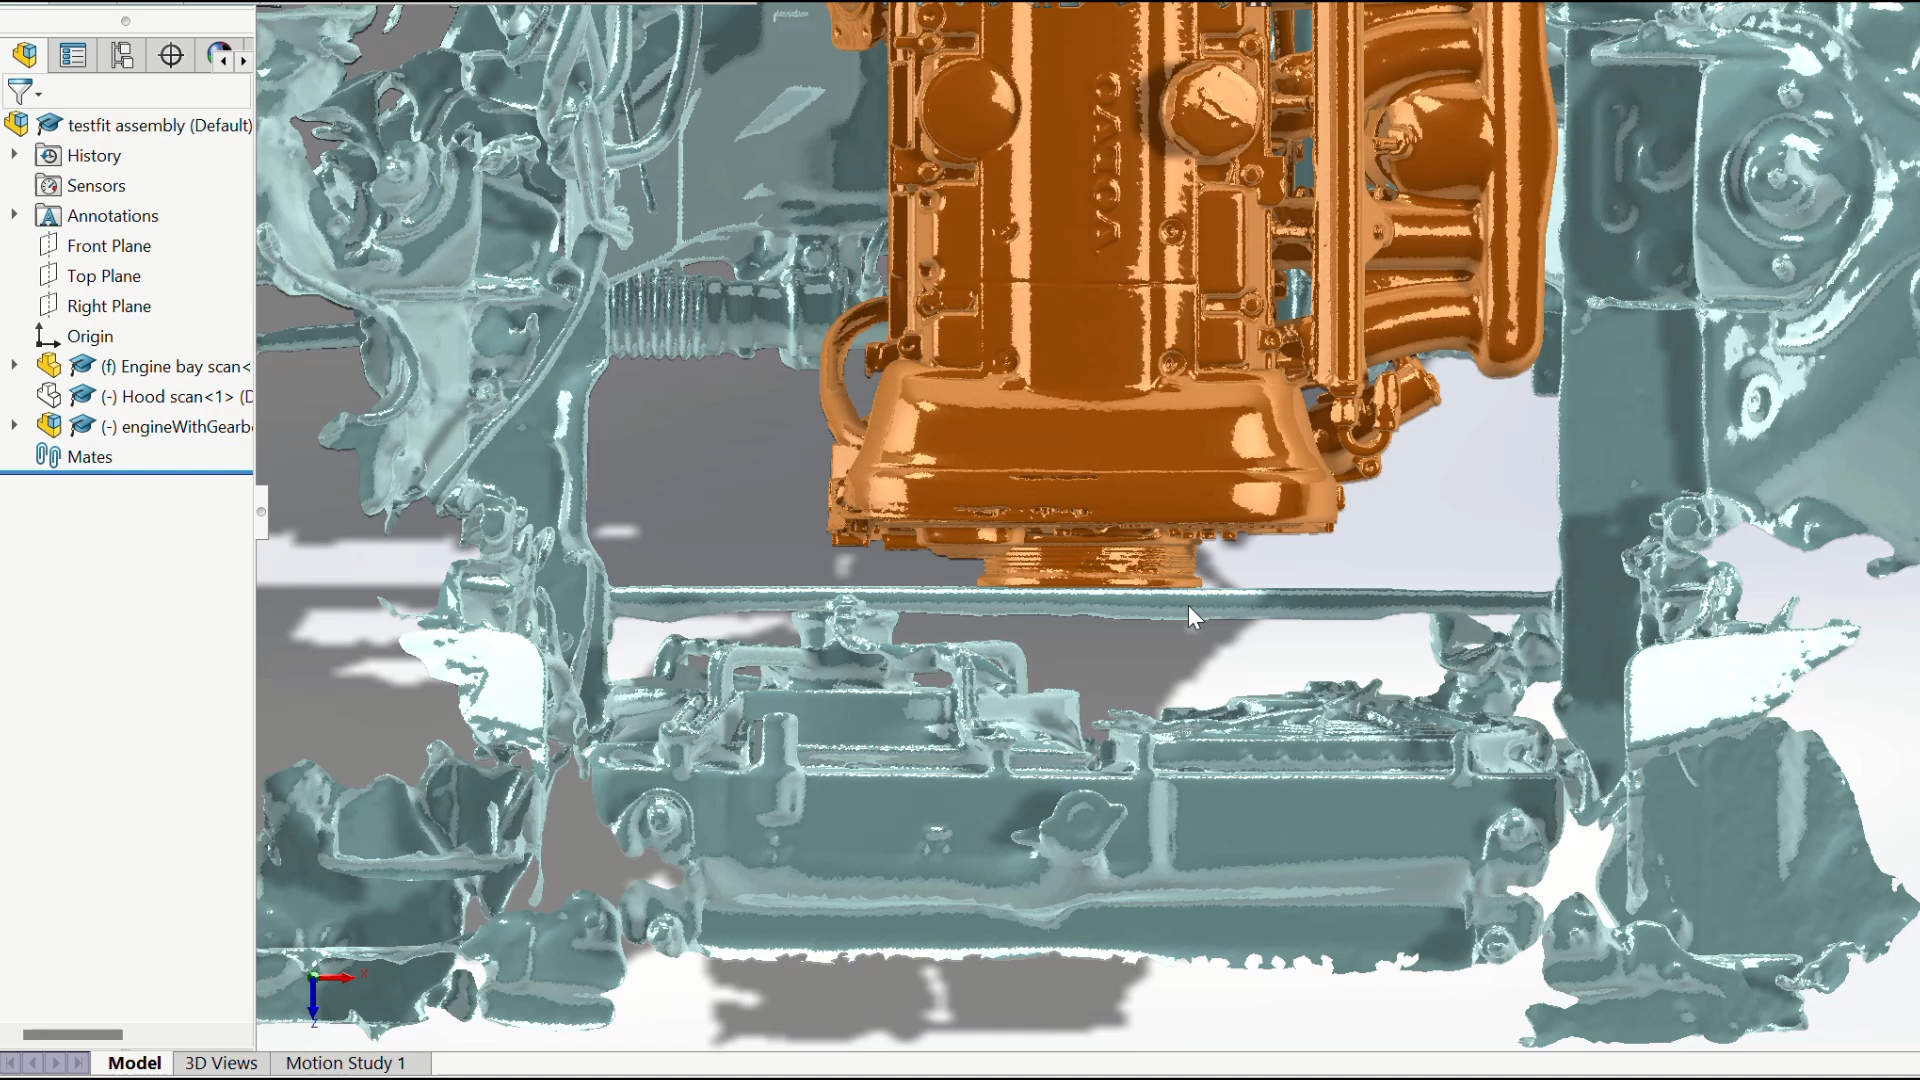 testfit assembly (Default)
History
Sensors
Annotations
Front Plane
Top Plane
Right Plane
Origin
(f) Engine bay scan<
(-) Hood scan<1> (D
(-) engineWithGearb
Mates
VOLVO
X
Z
Model
3D Views
Motion Study 1